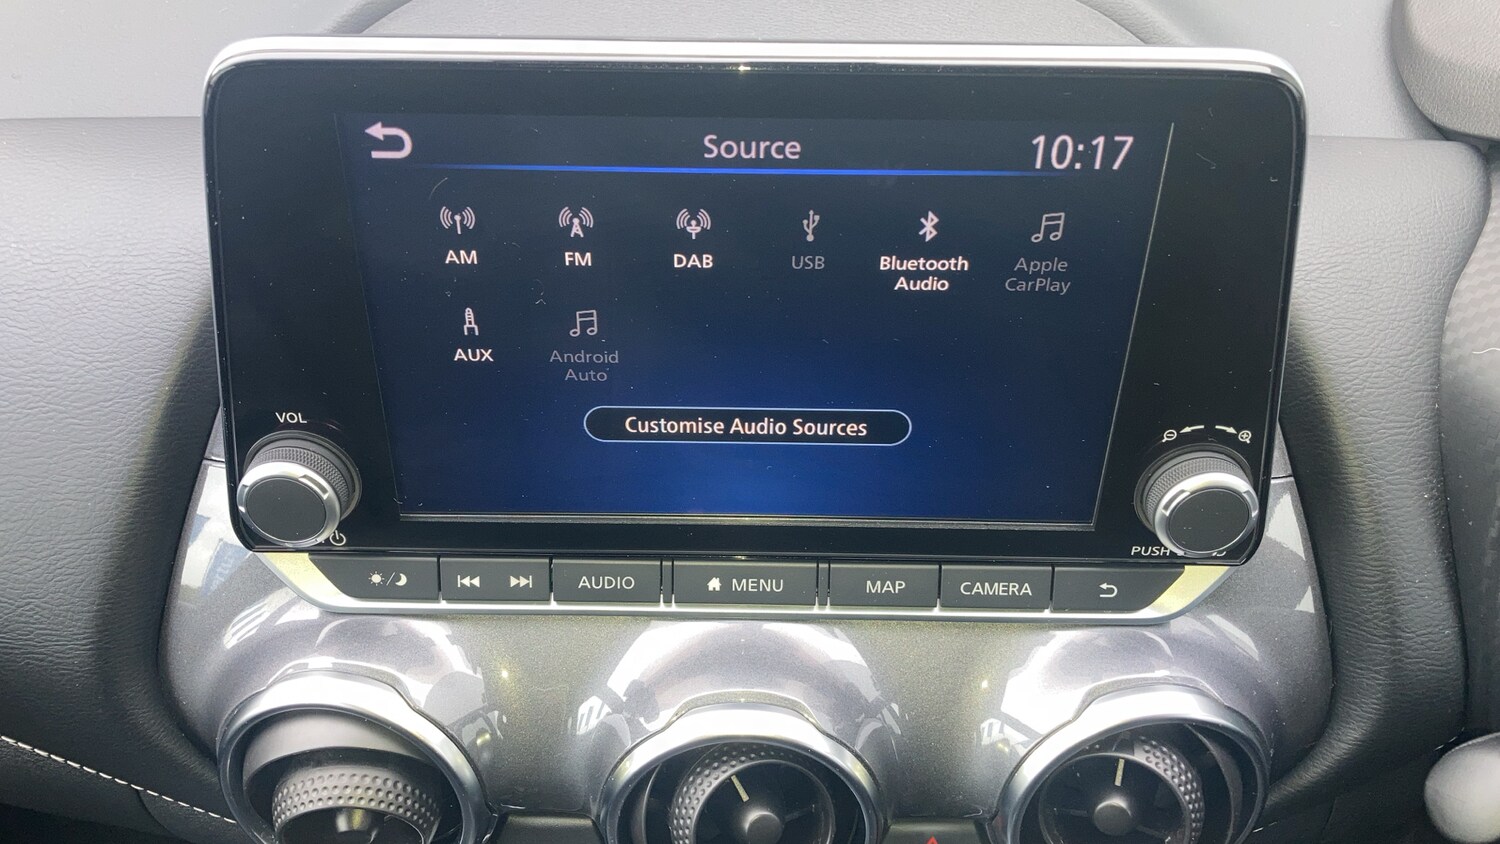 Source
10:17
AM
FM
DAB
USB
Bluetooth
Audio
Apple
CarPlay
AUX
Android
Auto
Customise Audio Sources
VOL
PUSH
AUDIO
MENU
MAP
CAMERA